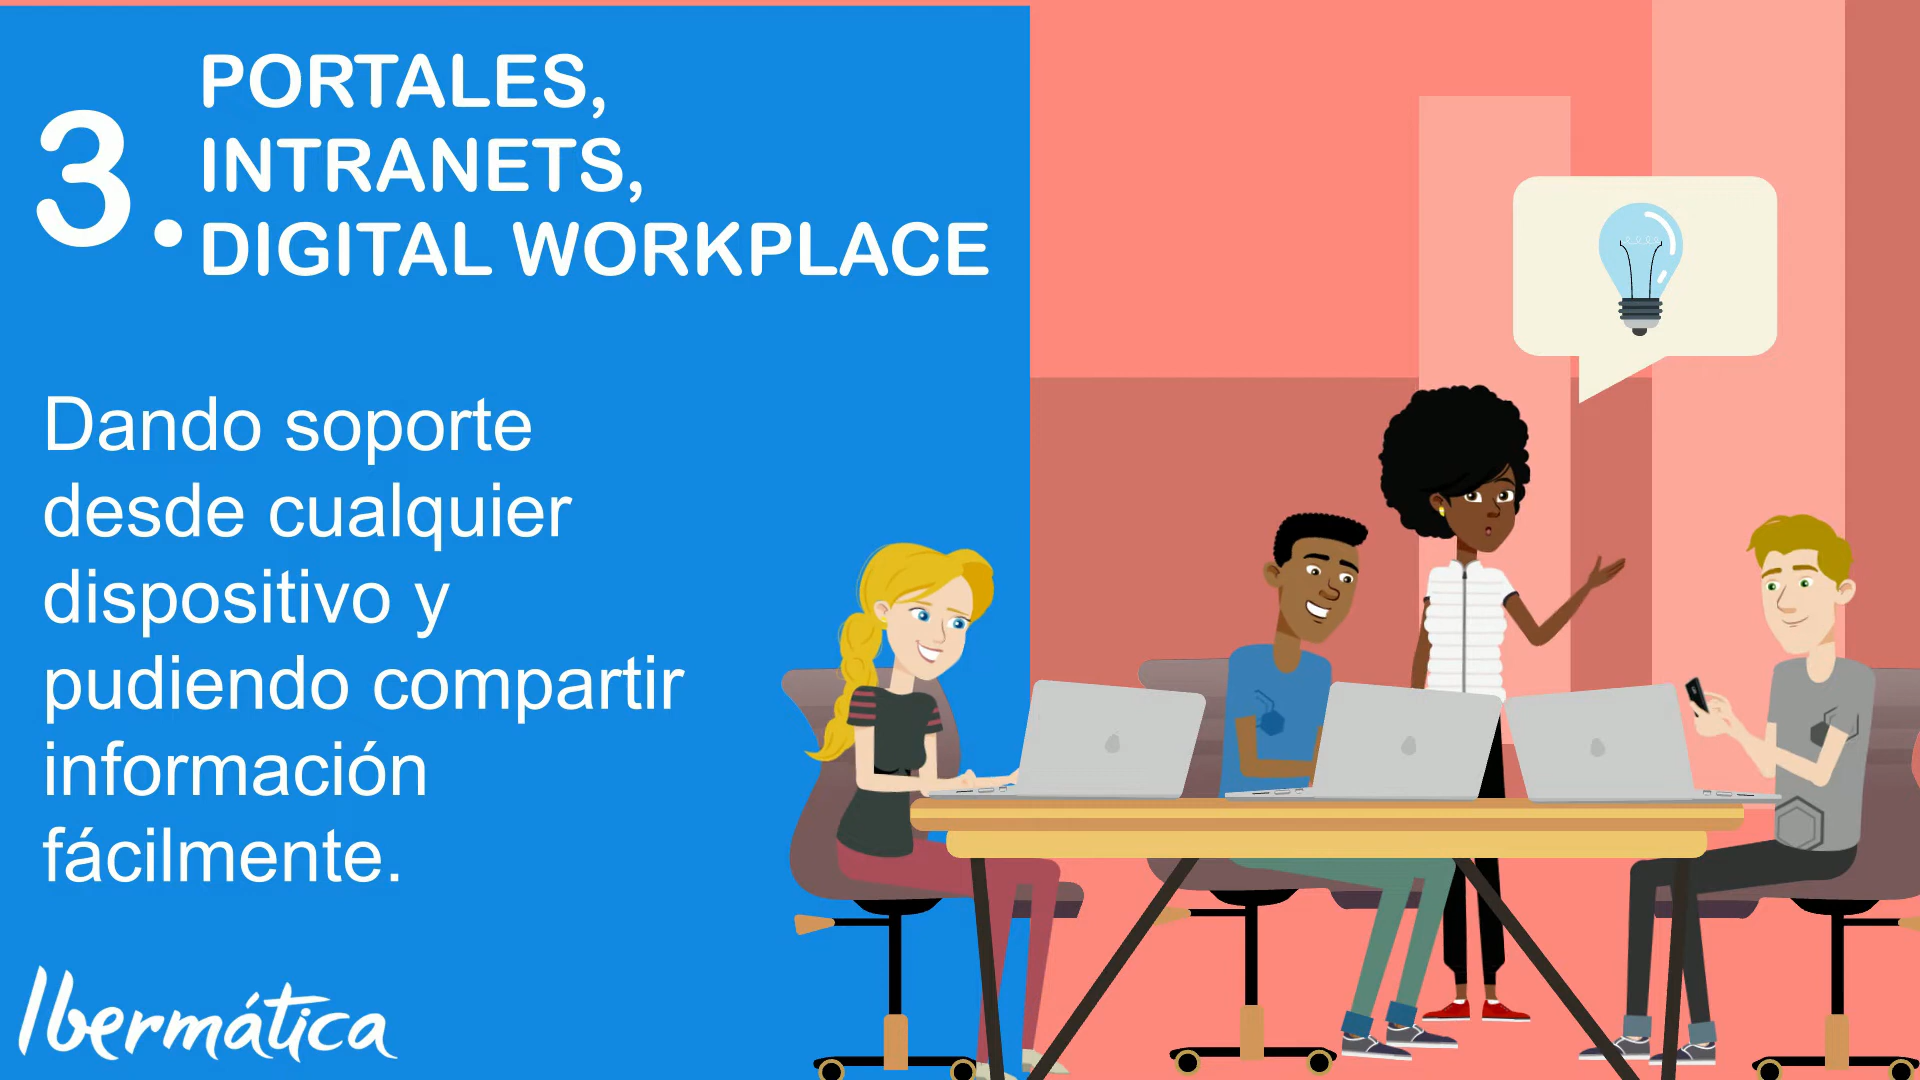 3.
PORTALES,
INTRANETS,
DIGITAL WORKPLACE
Dando soporte
desde cualquier
dispositivo y
pudiendo compartir
información
fácilmente.
Ibermática